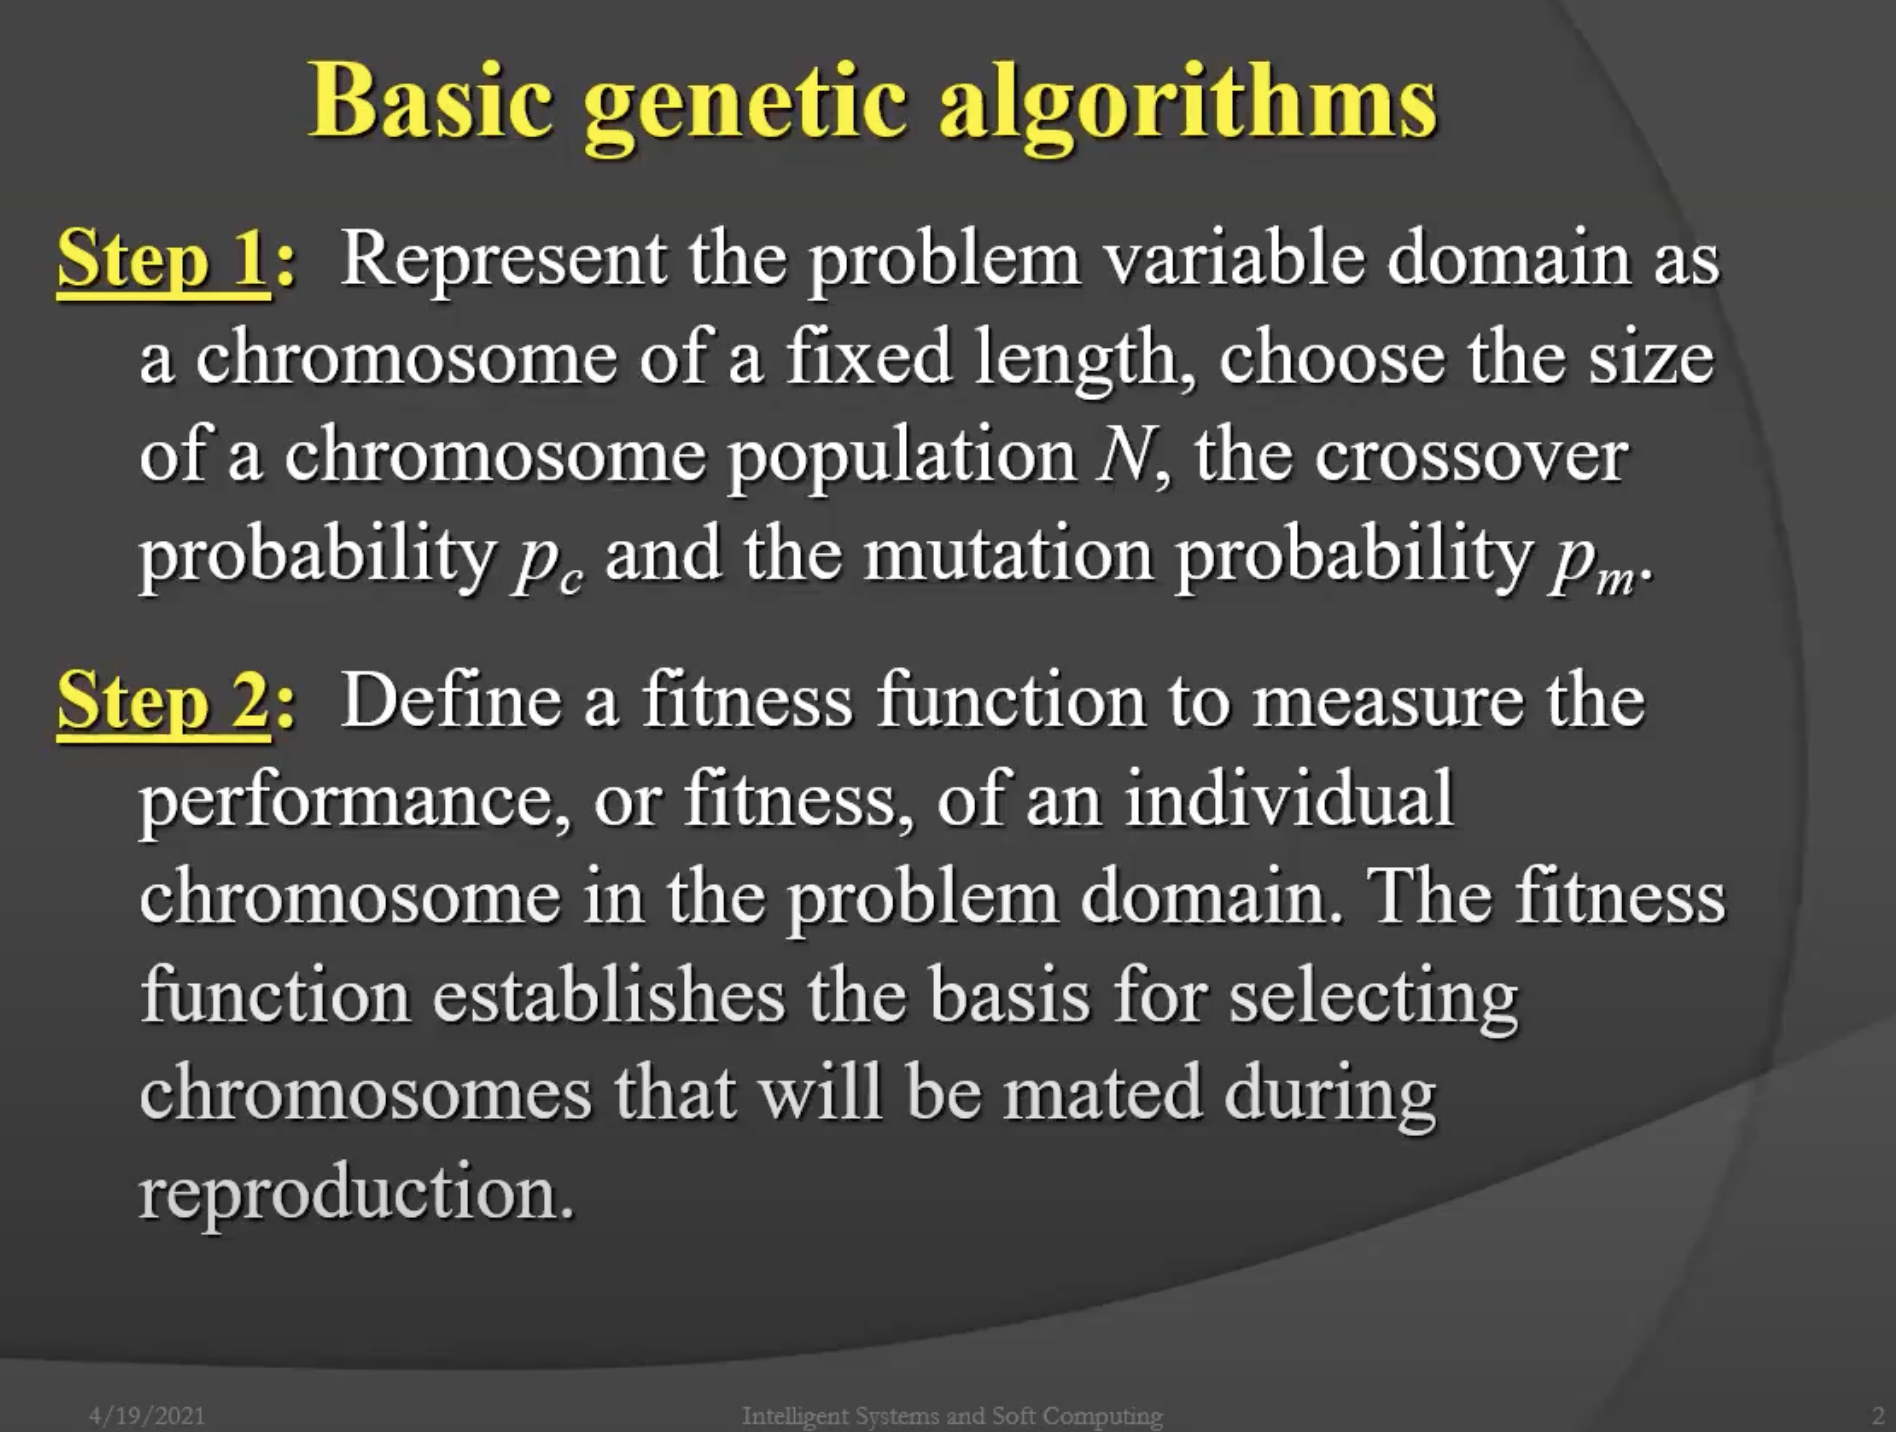 Basic genetic algorithms
Step 1: Represent the problem variable domain as
a chromosome of a fixed length, choose the size
of a chromosome population N, the crossover
probability pc and the mutation probability pm.
Step 2: Define a fitness function to measure the
performance, or fitness, of an individual
chromosome in the problem domain. The fitness
function establishes the basis for selecting
chromosomes that will be mated during
reproduction.
4/19/2021 Intelligent Systems and Soft Computing 2